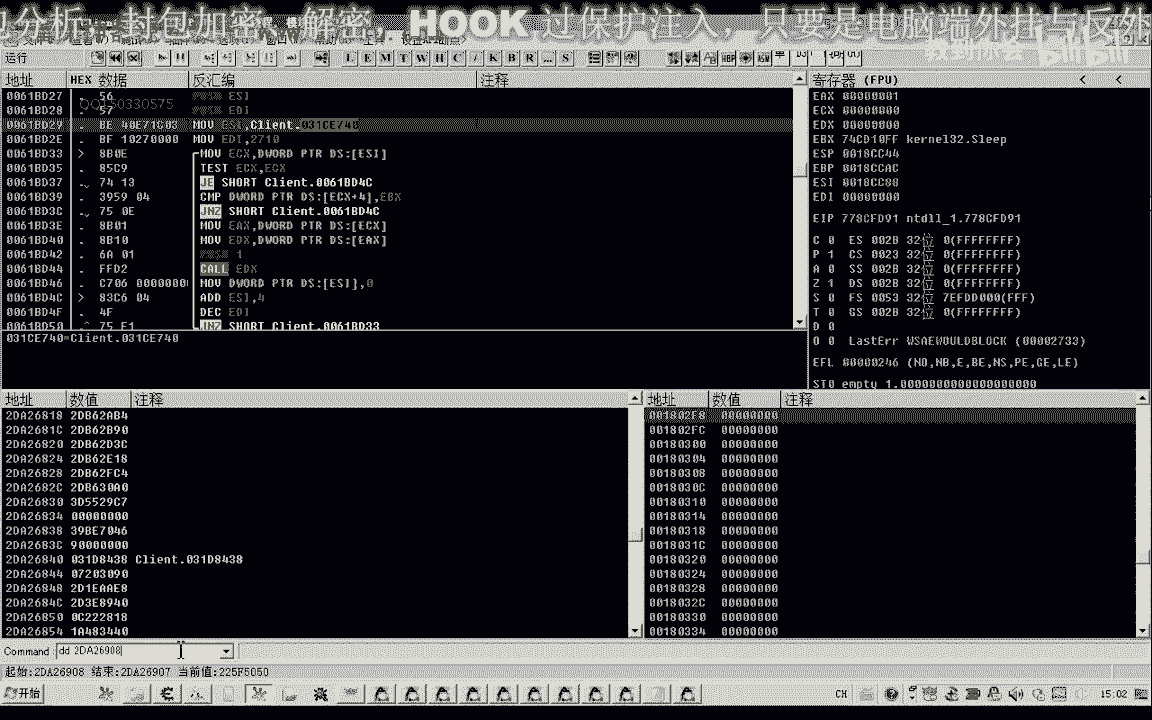 包分析，封包加密、解密、HOOK 过保护注入，只要是电脑端外挂与反外
教到你会 bilibili
运行 L E M T W H C / K B R ... S
地址 HEX 数据 反汇编 注释
QQ150330575
0061BD27 . 56 PUSH ESI
0061BD28 . 57 PUSH EDI
0061BD29 . BE 40E71C03 MOV ESI,Client.031CE740
0061BD2E . BF 10270000 MOV EDI,2710
0061BD33 > 8B0E MOV ECX,DWORD PTR DS:[ESI]
0061BD35 . 85C9 TEST ECX,ECX
0061BD37 . 74 13 JE SHORT Client.0061BD4C
0061BD39 . 3959 04 CMP DWORD PTR DS:[ECX+4],EBX
0061BD3C . 75 0E JNZ SHORT Client.0061BD4C
0061BD3E . 8B01 MOV EAX,DWORD PTR DS:[ECX]
0061BD40 . 8B10 MOV EDX,DWORD PTR DS:[EAX]
0061BD42 . 6A 01 PUSH 1
0061BD44 . FFD2 CALL EDX
0061BD46 . C706 00000000 MOV DWORD PTR DS:[ESI],0
0061BD4C > 83C6 04 ADD ESI,4
0061BD4F . 4F DEC EDI
0061BD50 .^ 75 E1 JNZ SHORT Client.0061BD33
031CE740=Client.031CE740
寄存器 (FPU) < <
EAX 00000001
ECX 00000000
EDX 00000000
EBX 74CD10FF kernel32.Sleep
ESP 0018CC44
EBP 0018CCAC
ESI 0018CC80
EDI 00000000
EIP 778CFD91 ntdll_1.778CFD91
C 0 ES 002B 32位 0(FFFFFFFF)
P 1 CS 0023 32位 0(FFFFFFFF)
A 0 SS 002B 32位 0(FFFFFFFF)
Z 1 DS 002B 32位 0(FFFFFFFF)
S 0 FS 0053 32位 7EFDD000(FFF)
T 0 GS 002B 32位 0(FFFFFFFF)
D 0
O 0 LastErr WSAEWOULDBLOCK (00002733)
EFL 00000246 (NO,NB,E,BE,NS,PE,GE,LE)
ST0 empty 1.0000000000000000000
地址 数值 注释
2DA26818 2DB62AB4
2DA2681C 2DB62B90
2DA26820 2DB62D3C
2DA26824 2DB62E18
2DA26828 2DB62FC4
2DA2682C 2DB630A0
2DA26830 3D5529C7
2DA26834 00000000
2DA26838 39BE7046
2DA2683C 90000000
2DA26840 031D8438 Client.031D8438
2DA26844 07203090
2DA26848 2D1EAAE8
2DA2684C 2D3E8940
2DA26850 0C222818
2DA26854 1A483440
地址 数值 注释
001802F8 00000000
001802FC 00000000
00180300 00000000
00180304 00000000
00180308 00000000
0018030C 00000000
00180310 00000000
00180314 00000000
00180318 00000000
0018031C 00000000
00180320 00000000
00180324 00000000
00180328 00000000
0018032C 00000000
00180330 00000000
00180334 00000000
Command : dd 2DA26908
起始:2DA26908 结束:2DA26907 当前值:225F5050
开始 CH 15:02